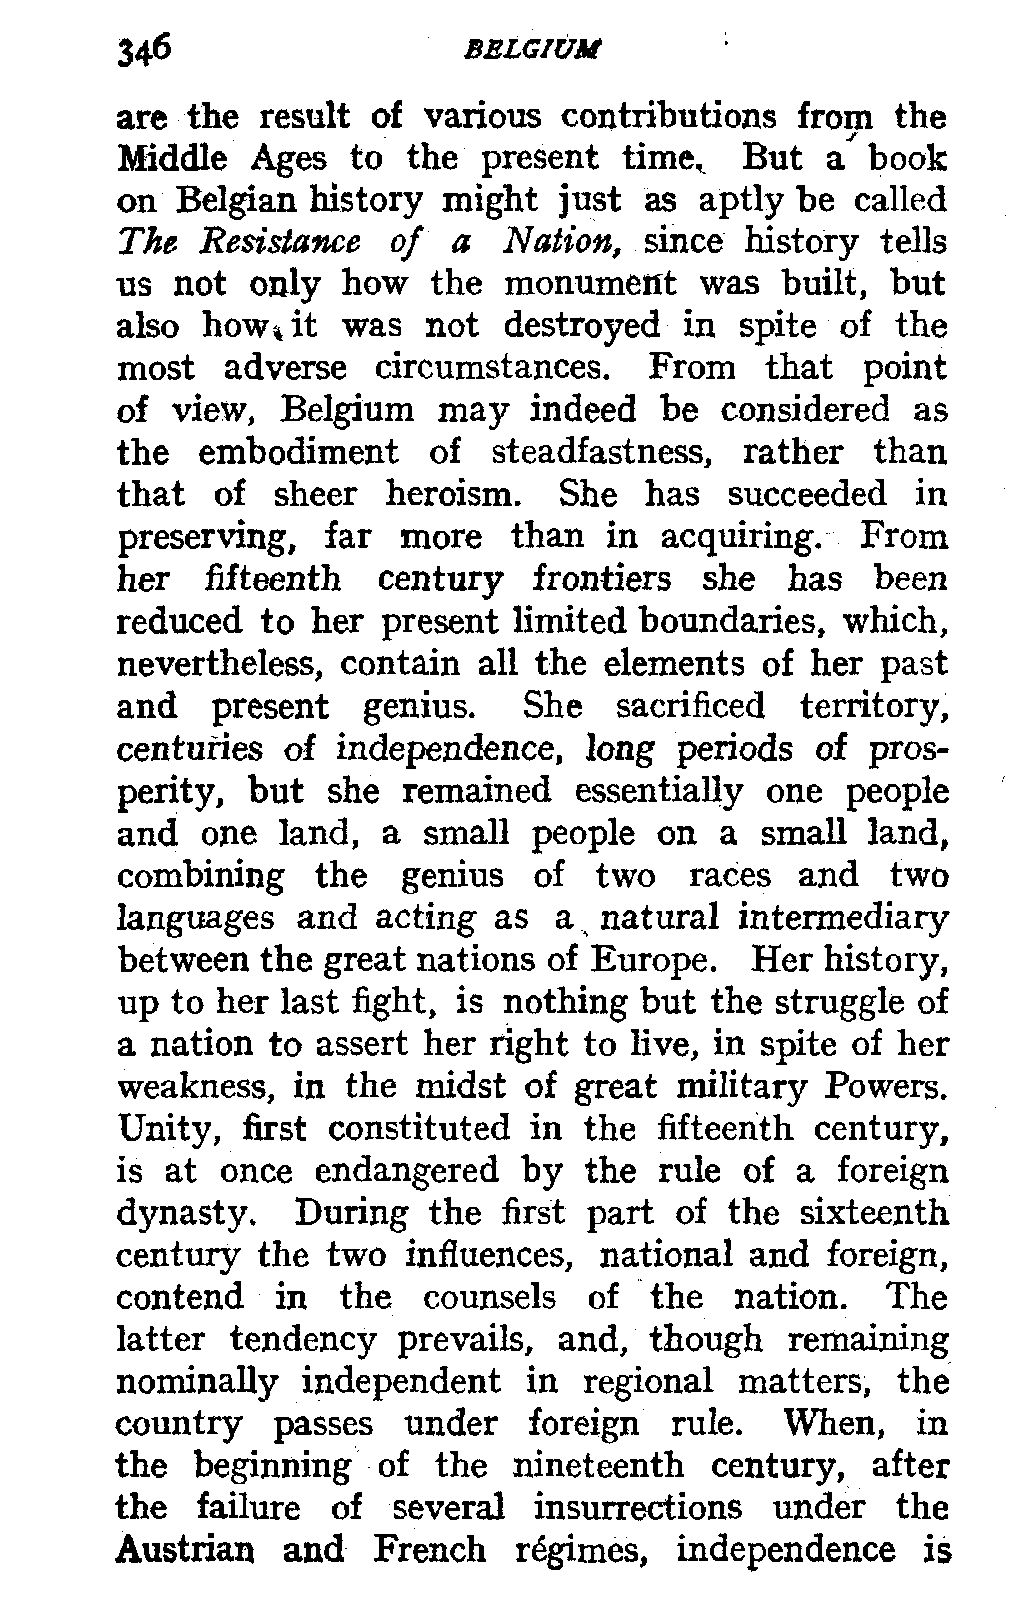 346 BELGIUM
are the result of various contributions from the
Middle Ages to the present time. But a book
on Belgian history might just as aptly be called
The Resistance of a Nation, since history tells
us not only how the monument was built, but
also how it was not destroyed in spite of the
most adverse circumstances. From that point
of view, Belgium may indeed be considered as
the embodiment of steadfastness, rather than
that of sheer heroism. She has succeeded in
preserving, far more than in acquiring. From
her fifteenth century frontiers she has been
reduced to her present limited boundaries, which,
nevertheless, contain all the elements of her past
and present genius. She sacrificed territory,
centuries of independence, long periods of pros-
perity, but she remained essentially one people
and one land, a small people on a small land,
combining the genius of two races and two
languages and acting as a natural intermediary
between the great nations of Europe. Her history,
up to her last fight, is nothing but the struggle of
a nation to assert her right to live, in spite of her
weakness, in the midst of great military Powers.
Unity, first constituted in the fifteenth century,
is at once endangered by the rule of a foreign
dynasty. During the first part of the sixteenth
century the two influences, national and foreign,
contend in the counsels of the nation. The
latter tendency prevails, and, though remaining
nominally independent in regional matters, the
country passes under foreign rule. When, in
the beginning of the nineteenth century, after
the failure of several insurrections under the
Austrian and French régimes, independence is